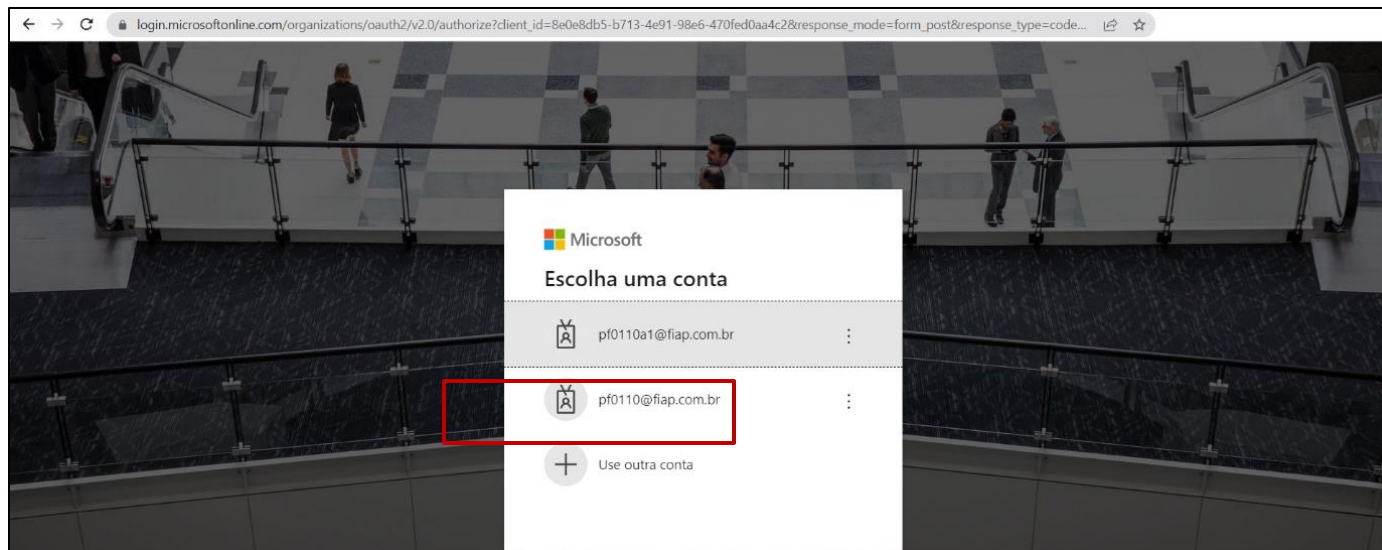 login.microsoftonline.com/organizations/oauth2/v2.0/authorize?client_id=8e0e8db5-b713-4e91-98e6-470fed0aa4c2&response_mode=form_post&response_type=code...
Microsoft
Escolha uma conta
pf0110a1@fiap.com.br
pf0110@fiap.com.br
Use outra conta